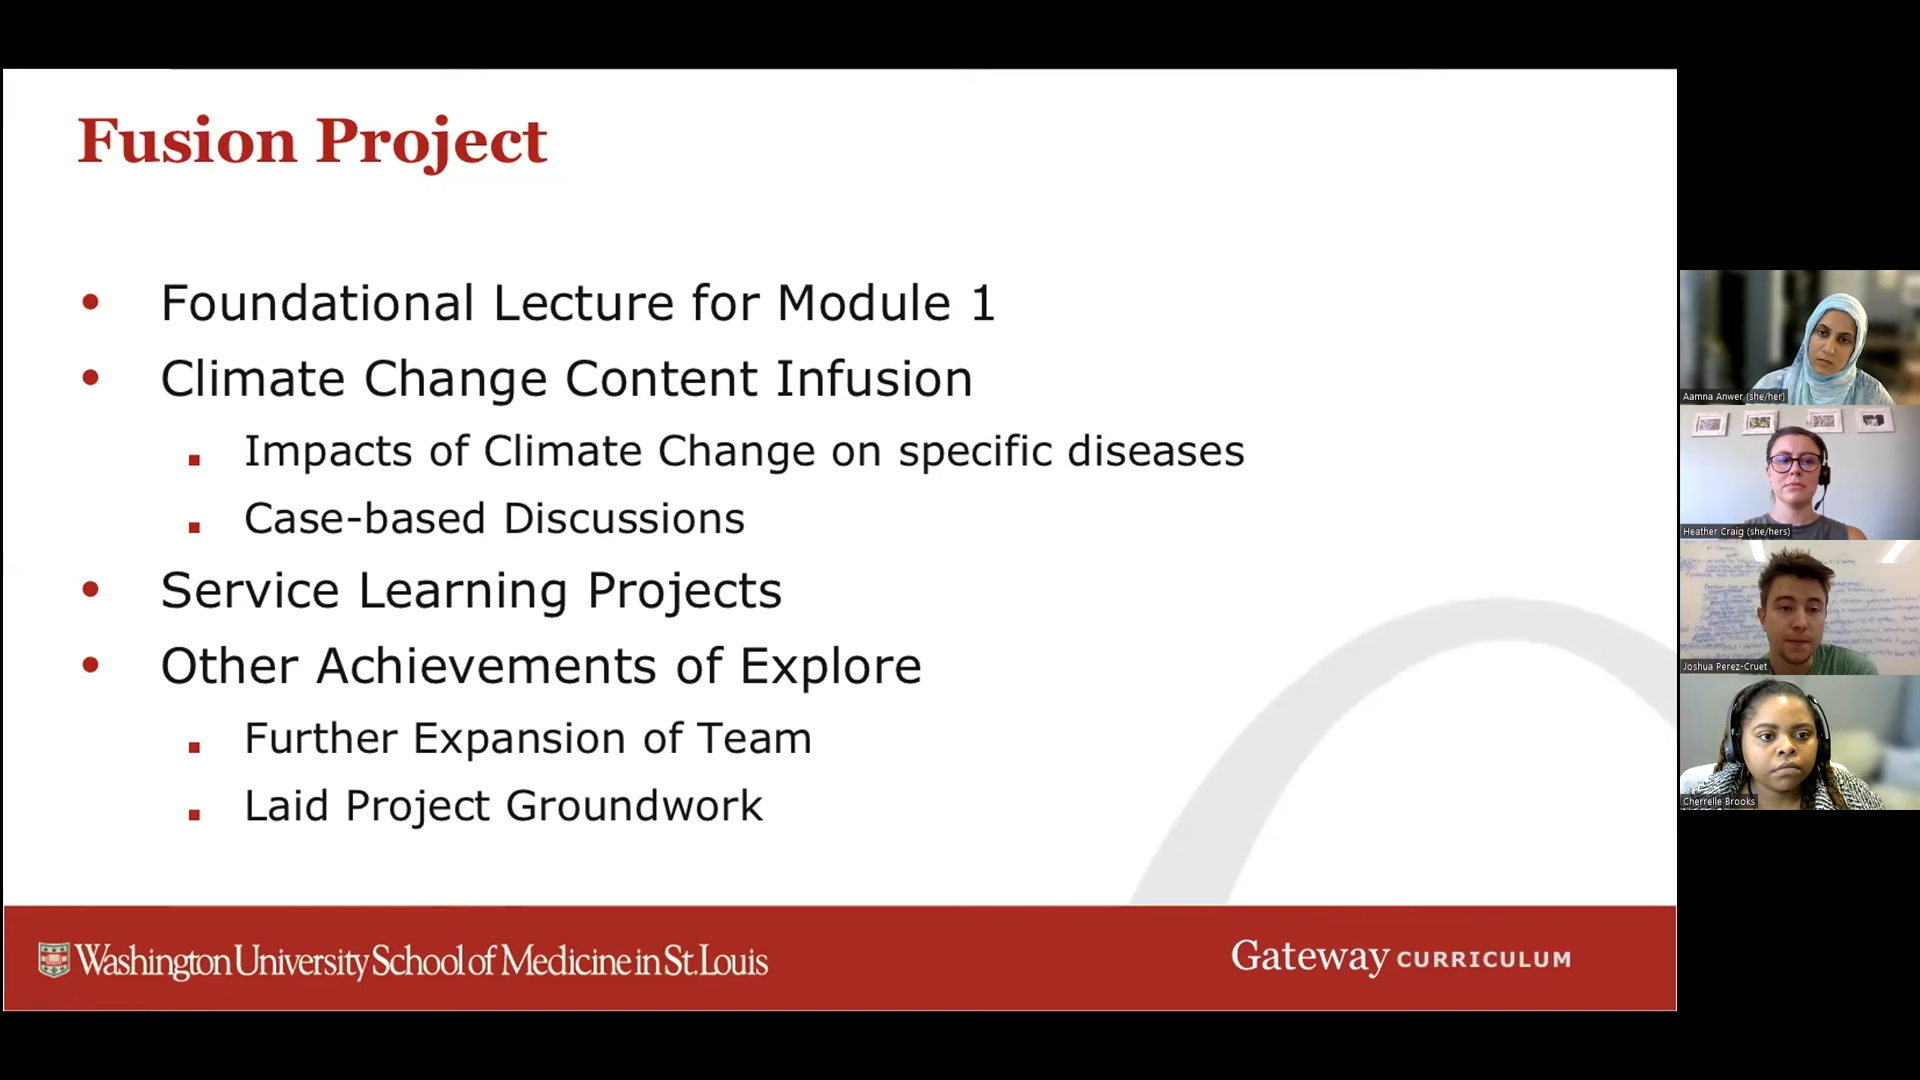 Fusion Project
• Foundational Lecture for Module 1
• Climate Change Content Infusion
▪ Impacts of Climate Change on specific diseases
▪ Case-based Discussions
• Service Learning Projects
• Other Achievements of Explore
▪ Further Expansion of Team
▪ Laid Project Groundwork
Washington University School of Medicine in St. Louis
Gateway CURRICULUM
Aamna Anwer (she/her)
Heather Craig (she/hers)
Joshua Perez-Cruet
Cherrelle Brooks